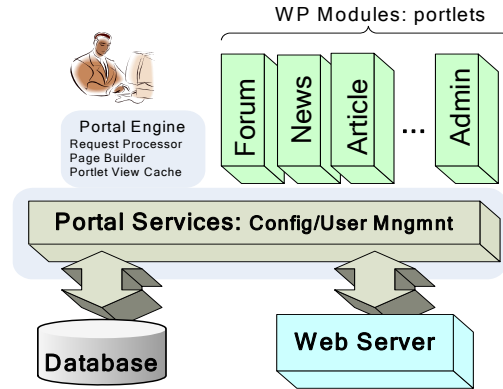 WP Modules: portlets
Portal Engine
Request Processor
Page Builder
Portlet View Cache
Forum
News
Article
...
Admin
Portal Services: Config/User Mngmnt
Database
Web Server